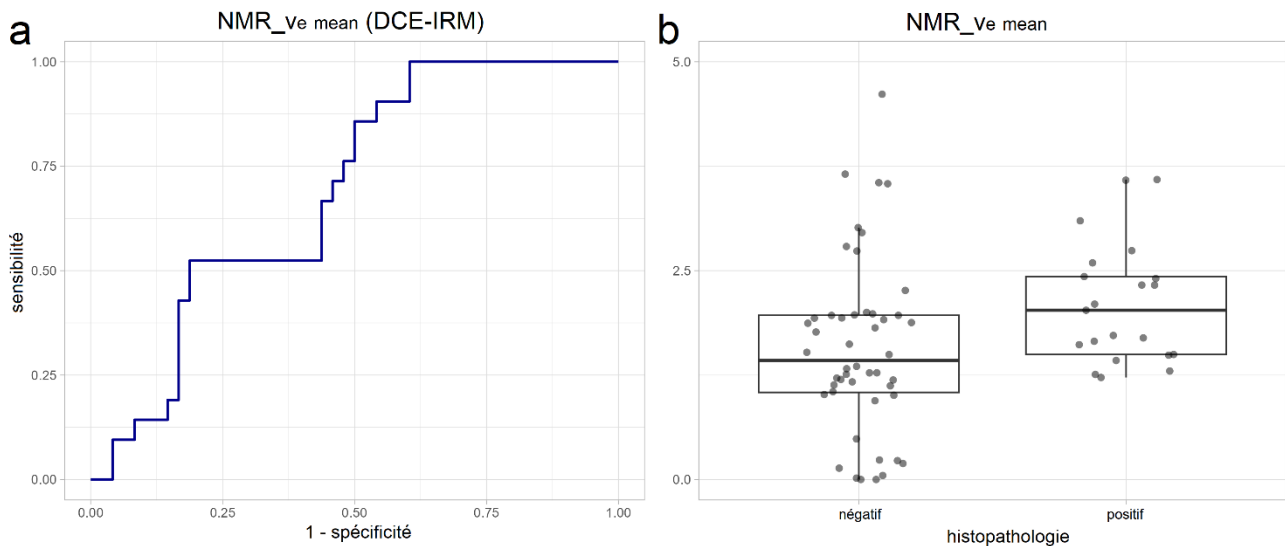 a
NMR_Ve mean (DCE-IRM)
1.00
0.75
0.50
0.25
0.00
sensibilité
0.00 0.25 0.50 0.75 1.00
1 - spécificité
b
NMR_Ve mean
5.0
2.5
0.0
négatif positif
histopathologie